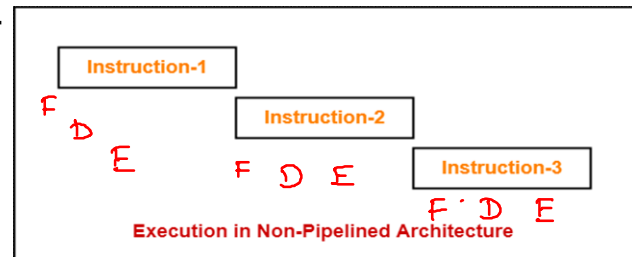 Instruction-1
F
D
E
Instruction-2
F D E
Instruction-3
F D E
Execution in Non-Pipelined Architecture